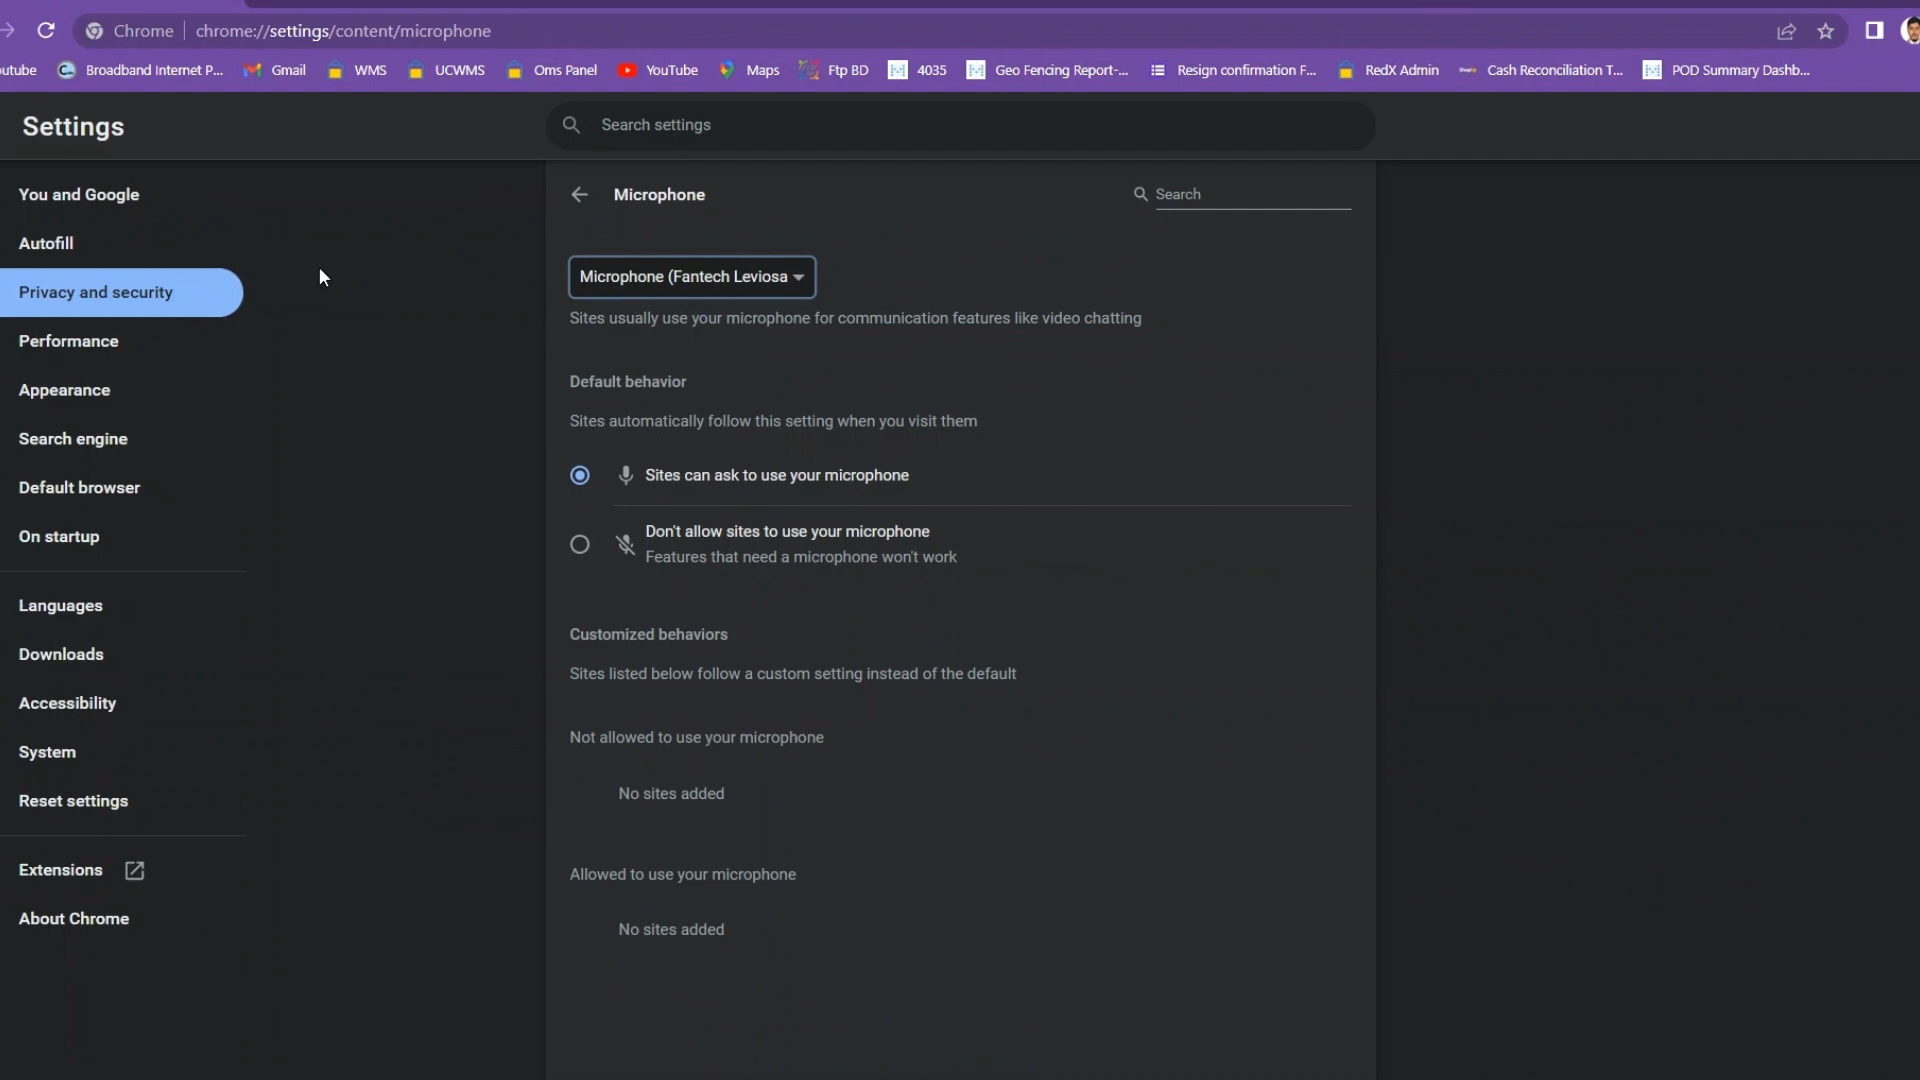 Chrome | chrome://settings/content/microphone
outube Broadband Internet P... Gmail WMS UCWMS Oms Panel YouTube Maps Ftp BD 4035 Geo Fencing Report-... Resign confirmation F... RedX Admin Cash Reconciliation T... POD Summary Dashb...
Settings
Search settings
You and Google
Autofill
Privacy and security
Performance
Appearance
Search engine
Default browser
On startup
Languages
Downloads
Accessibility
System
Reset settings
Extensions
About Chrome
Microphone
Search
Microphone (Fantech Leviosa
Sites usually use your microphone for communication features like video chatting
Default behavior
Sites automatically follow this setting when you visit them
Sites can ask to use your microphone
Don't allow sites to use your microphone
Features that need a microphone won't work
Customized behaviors
Sites listed below follow a custom setting instead of the default
Not allowed to use your microphone
No sites added
Allowed to use your microphone
No sites added